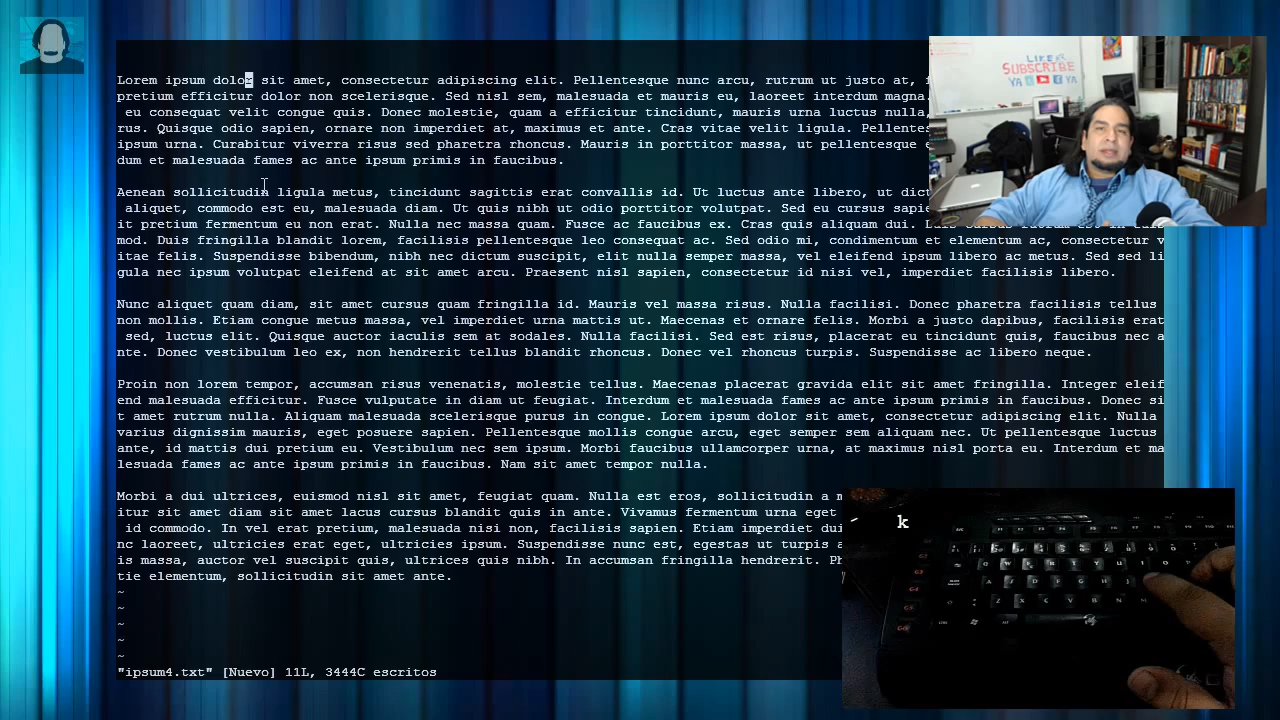 Lorem ipsum dolo sit amet, consectetur adipiscing elit. Pellentesque nunc arcu, rutrum ut justo at,
pretium efficitur dolor non scelerisque. Sed nisl sem, malesuada et mauris eu, laoreet interdum magna.
eu consequat velit congue quis. Donec molestie, quam a efficitur tincidunt, mauris urna luctus nulla,
rus. Quisque odio sapien, ornare non imperdiet at, maximus et ante. Cras vitae velit ligula. Pellentes
ipsum urna. Curabitur viverra risus id pharetra rhoncus. Mauris in porttitor massa, ut pellentesque
dum et malesuada fames ac ante ipsum primis in faucibus.
Aenean sollicitudin ligula metus, tincidunt sagittis erat convallis id. Ut luctus ante libero, ut dict
aliquet, commodo est eu, malesuada diam. Ut quis nibh ut odio porttitor volutpat. Sed eu cursus sapie
it pretium fermentum eu non erat. Nulla nec massa quam. Fusce ac faucibus ex. Cras quis aliquam dui.
mod. Duis fringilla blandit lorem, facilisis pellentesque leo consequat ac. Sed odio mi, condimentum et elementum ac, consectetur v
itae felis. Suspendisse bibendum, nibh nec dictum suscipit, elit nulla semper massa, vel eleifend ipsum libero ac metus. Sed sed li
gula nec ipsum volutpat eleifend at sit amet arcu. Praesent nisl sapien, consectetur id nisi vel, imperdiet facilisis libero.
Nunc aliquet quam diam, sit amet cursus quam fringilla id. Mauris vel massa risus. Nulla facilisi. Donec pharetra facilisis tellus
non mollis. Etiam congue metus massa, vel imperdiet urna mattis ut. Maecenas et ornare felis. Morbi a justo dapibus, facilisis erat
sed, luctus elit. Quisque auctor iaculis sem at sodales. Nulla facilisi. Sed est risus, placerat eu tincidunt quis, faucibus nec a
nte. Donec vestibulum leo ex, non hendrerit tellus blandit rhoncus. Donec vel rhoncus turpis. Suspendisse ac libero neque.
Proin non lorem tempor, accumsan risus venenatis, molestie tellus. Maecenas placerat gravida elit sit amet fringilla. Integer eleif
end malesuada efficitur. Fusce vulputate in diam ut feugiat. Interdum et malesuada fames ac ante ipsum primis in faucibus. Donec si
t amet rutrum nulla. Aliquam malesuada scelerisque purus in congue. Lorem ipsum dolor sit amet, consectetur adipiscing elit. Nulla
varius dignissim mauris, eget posuere sapien. Pellentesque mollis congue arcu, eget semper sem aliquam nec. Ut pellentesque luctus
ante, id mattis dui pretium eu. Vestibulum nec sem ipsum. Morbi faucibus ullamcorper urna, at maximus nisl porta eu. Interdum et ma
lesuada fames ac ante ipsum primis in faucibus. Nam sit amet tempor nulla.
Morbi a dui ultrices, euismod nisl sit amet, feugiat quam. Nulla est eros, sollicitudin a m
itur sit amet diam sit amet lacus cursus blandit quis in ante. Vivamus fermentum urna eget
id commodo. In vel erat pretium, malesuada nisi non, facilisis sapien. Etiam imperdiet dui
nc laoreet, ultricies erat eget, ultricies ipsum. Suspendisse nunc est, egestas ut turpis a
is massa, auctor vel suscipit quis, ultrices quis nibh. In accumsan fringilla hendrerit. Ph
tie elementum, sollicitudin sit amet ante.
~
~
~
~
~
"ipsum4.txt" [Nuevo] 11L, 3444C escritos
LIKE
SUBSCRIBE
YA YA
k